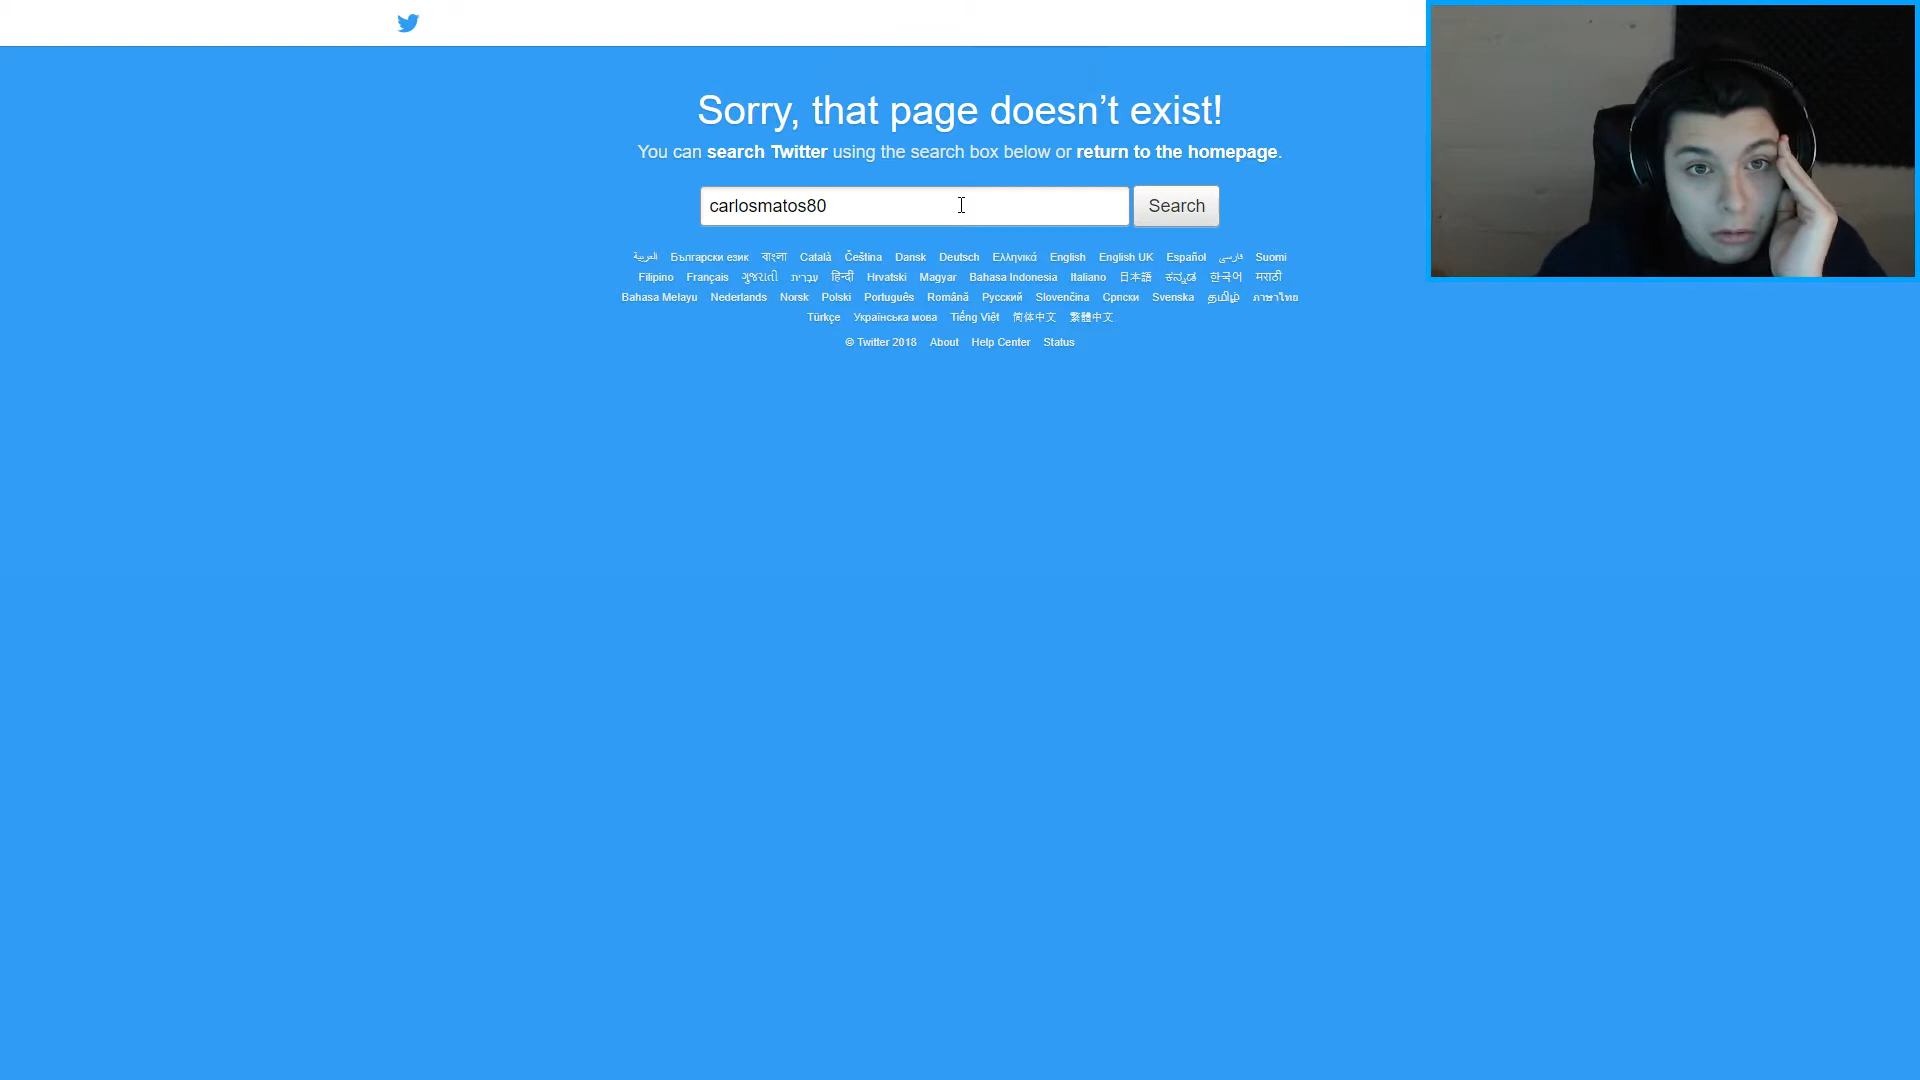 Sorry, that page doesn’t exist!
You can search Twitter using the search box below or return to the homepage.
carlosmatos80 Search
العربية Български език বাংলা Català Čeština Dansk Deutsch Ελληνικά English English UK Español فارسی Suomi
Filipino Français ગુજરાતી עִבְרִית हिन्दी Hrvatski Magyar Bahasa Indonesia Italiano 日本語 ಕನ್ನಡ 한국어 मराठी
Bahasa Melayu Nederlands Norsk Polski Português Română Русский Slovenčina Српски Svenska தமிழ் ภาษาไทย
Türkçe Українська мова Tiếng Việt 简体中文 繁體中文
© Twitter 2018 About Help Center Status